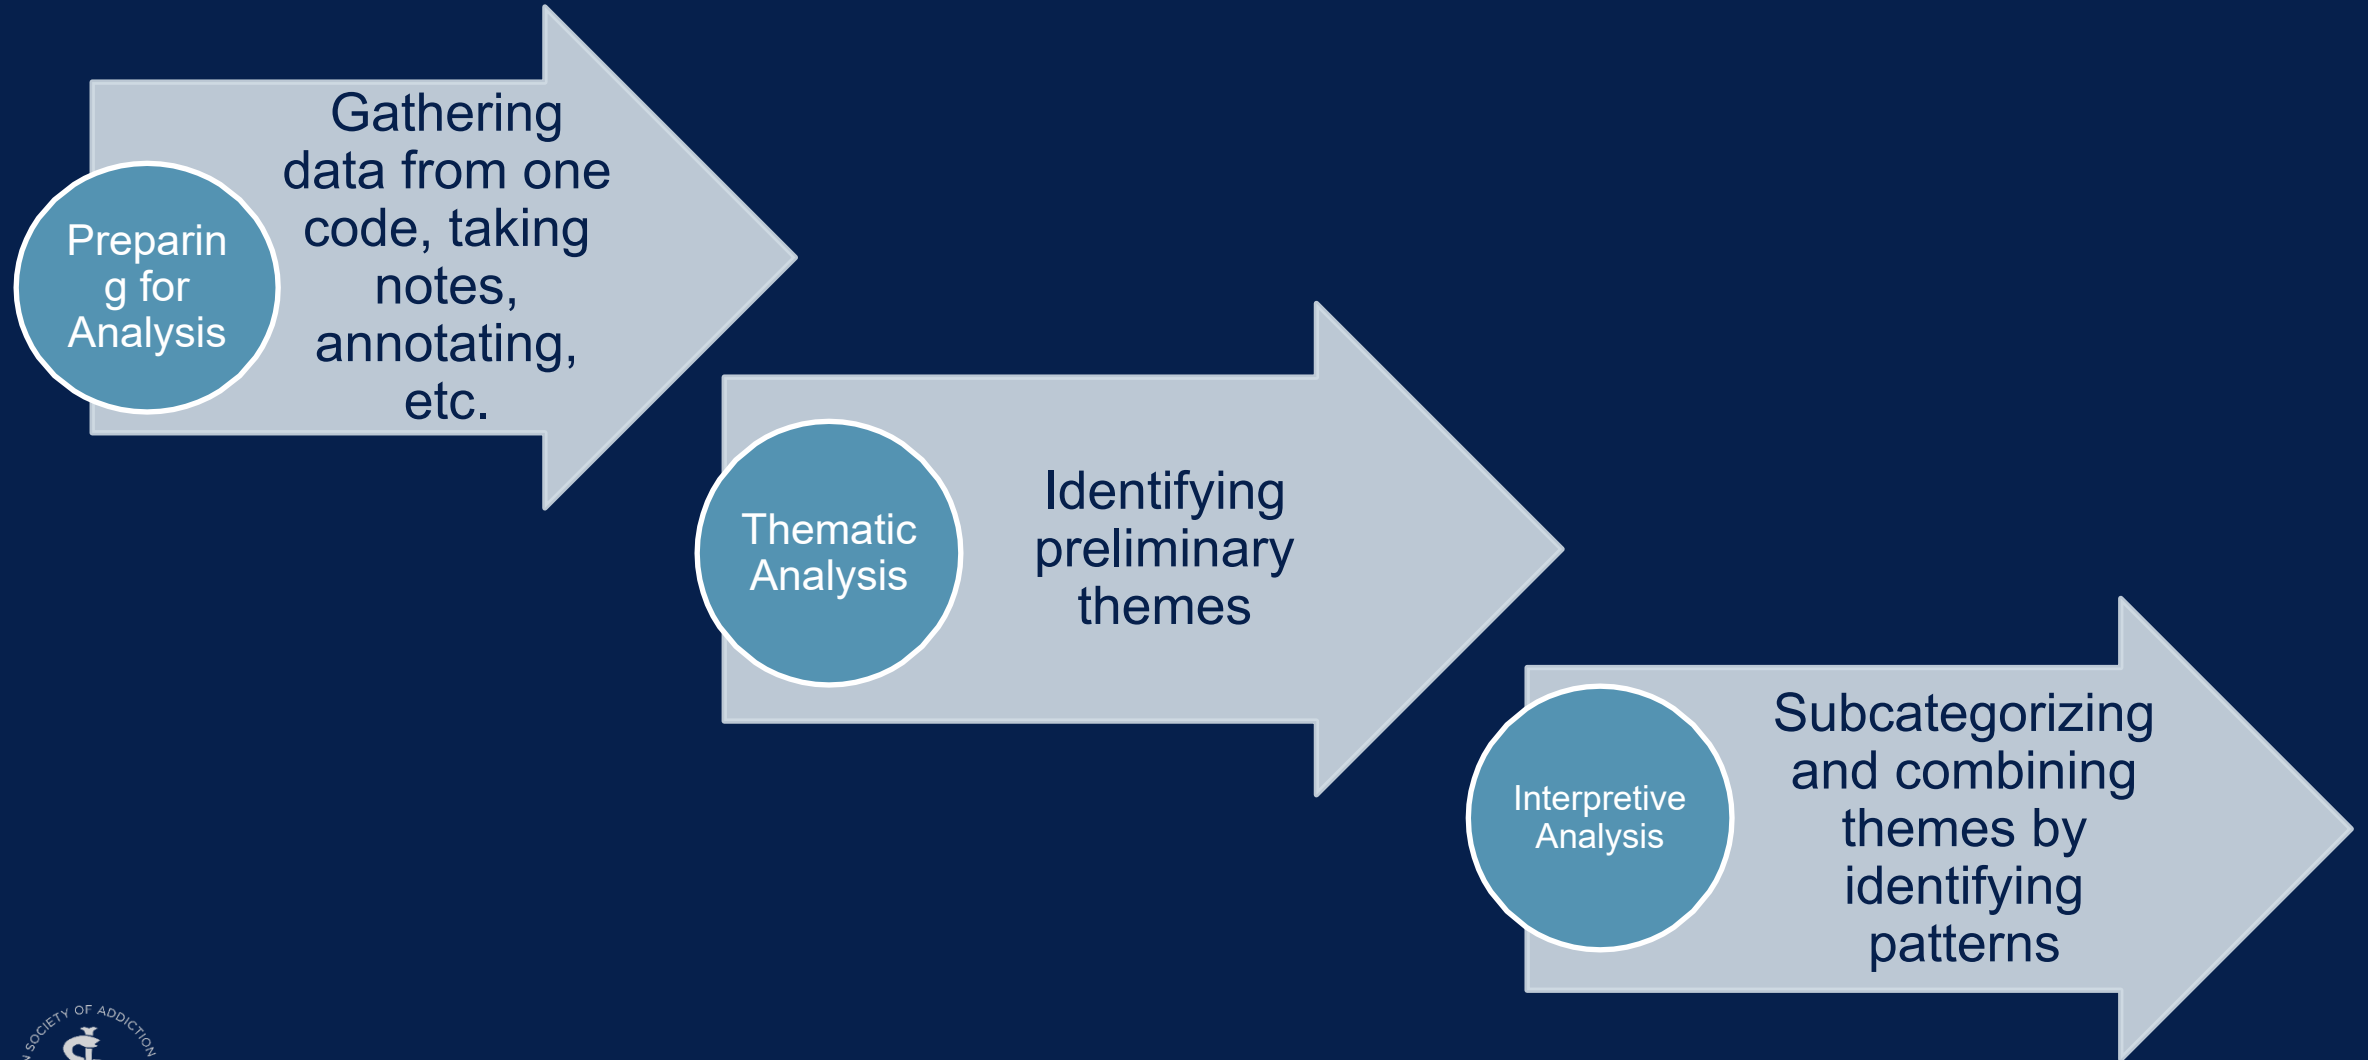 Preparin
g for
Analysis
Gathering
data from one
code, taking
notes,
annotating,
etc.
Thematic
Analysis
Identifying
preliminary
themes
Interpretive
Analysis
Subcategorizing
and combining
themes by
identifying
patterns
SOCIETY OF ADDICTION